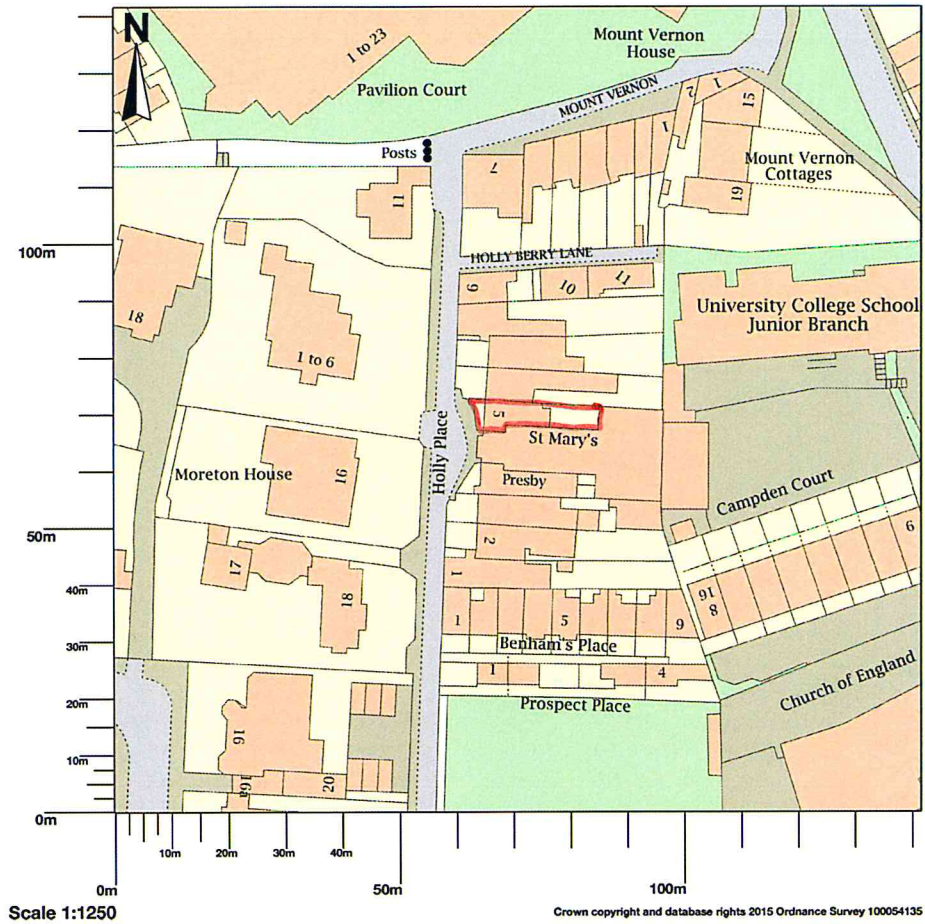 N
1 to 23
Mount Vernon
House
Pavilion Court
MOUNT VERNON
Posts
7
1
2
1
15
Mount Vernon
Cottages
19
11
100m
HOLLY BERRY LANE
9
10
11
University College School
Junior Branch
18
1 to 6
5
St Mary's
Holly Place
Moreton House
16
Presby
Campden Court
50m
2
9
17
1
40m
18
16
8
1
5
9
30m
Benham's Place
1
4
Church of England
20m
Prospect Place
16
10m
16a
20
0m
10m
20m
30m
40m
0m
50m
100m
Scale 1:1250
Crown copyright and database rights 2015 Ordnance Survey 100054135